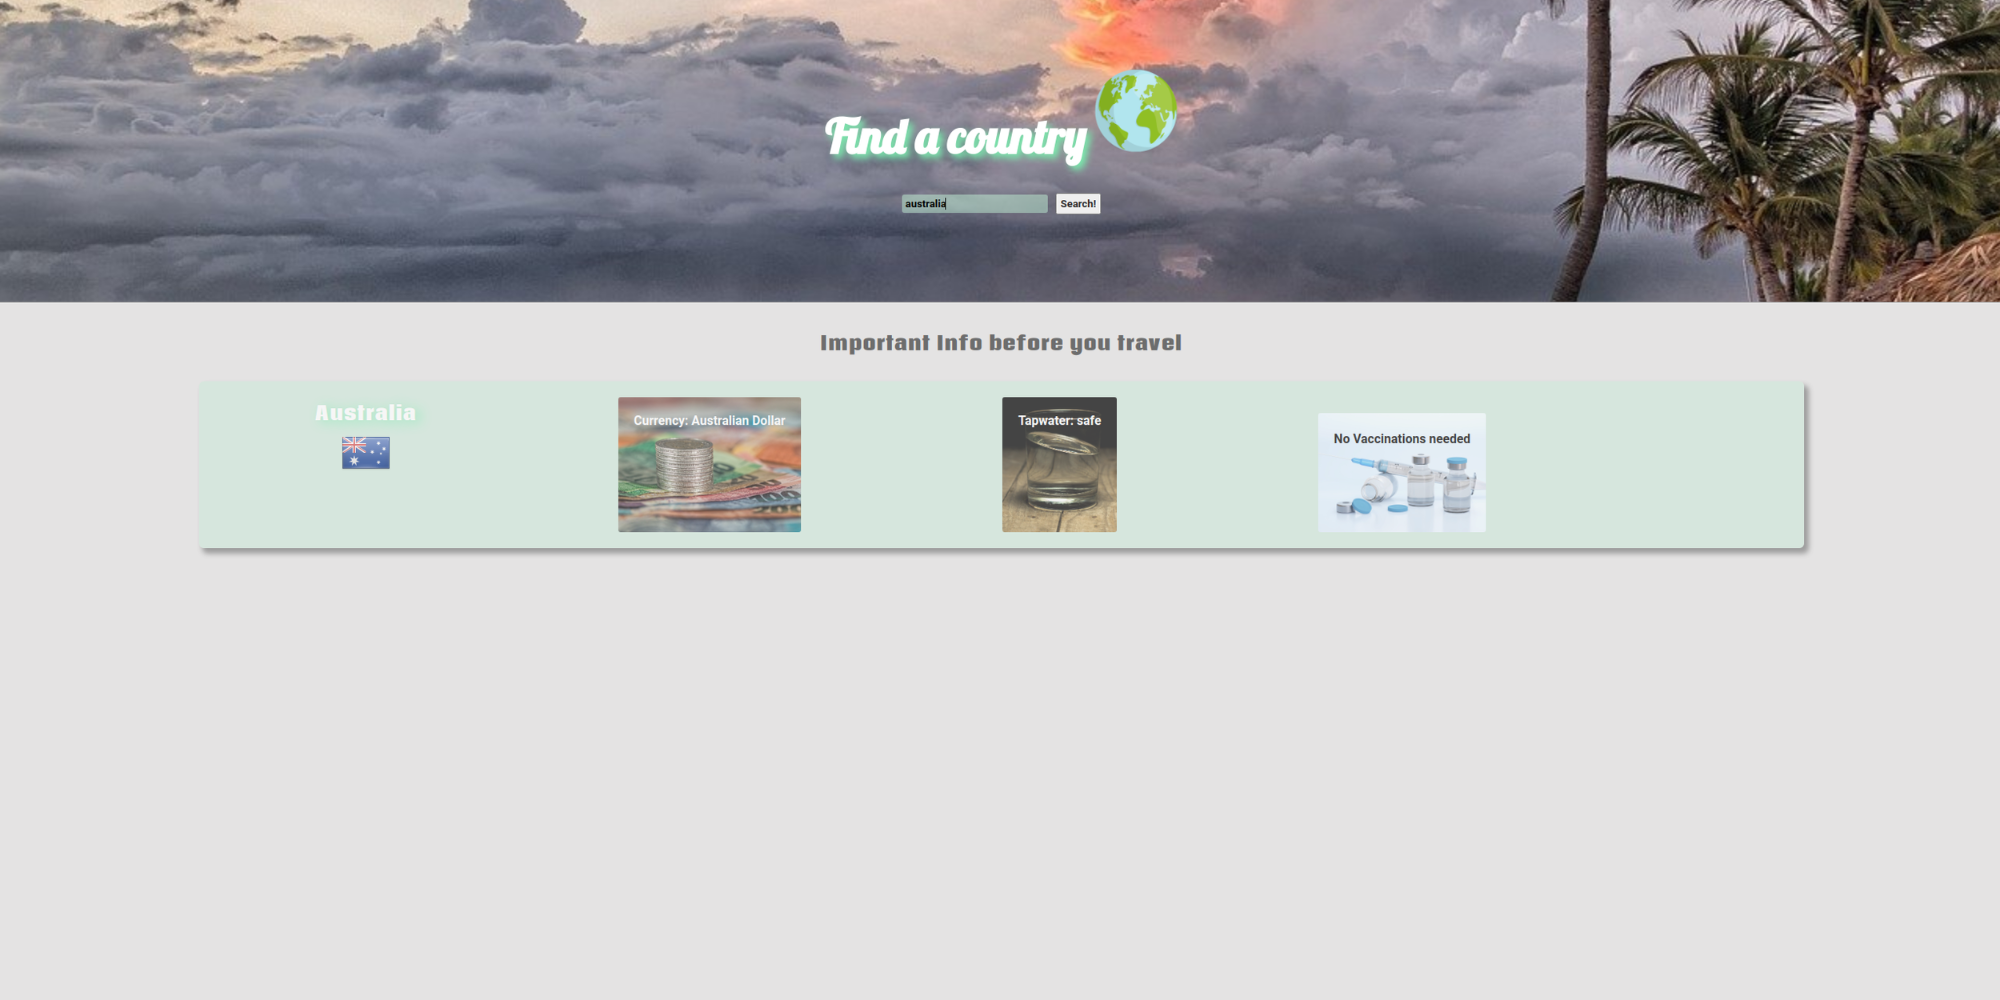 Find a country
australia
Search!
Important Info before you travel
Australia
Currency: Australian Dollar
Tapwater: safe
No Vaccinations needed